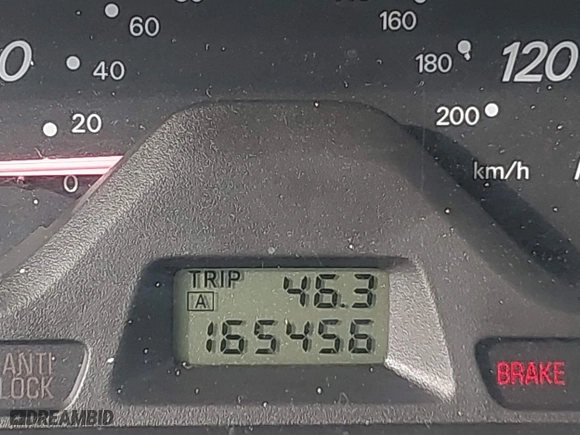 60
160
40
180
120
20
200
0
km/h
TRIP 46.3
A
165456
ANTI
LOCK
BRAKE
DREAMBID